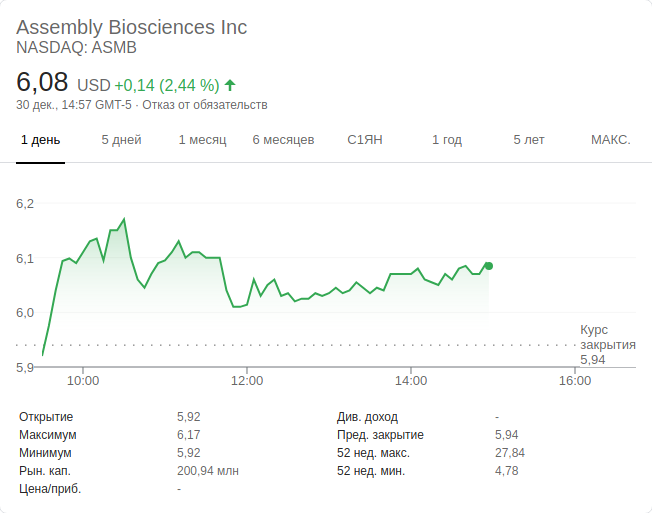 Assembly Biosciences Inc
NASDAQ: ASMB
6,08 USD +0,14 (2,44 %)
30 дек., 14:57 GMT-5 · Отказ от обязательств
1 день 5 дней 1 месяц 6 месяцев С1ЯН 1 год 5 лет МАКС.
6,2
6,1
6,0
5,9
Курс
закрытия
5,94
10:00 12:00 14:00 16:00
Открытие 5,92 Див. доход -
Максимум 6,17 Пред. закрытие 5,94
Минимум 5,92 52 нед. макс. 27,84
Рын. кап. 200,94 млн 52 нед. мин. 4,78
Цена/приб. -